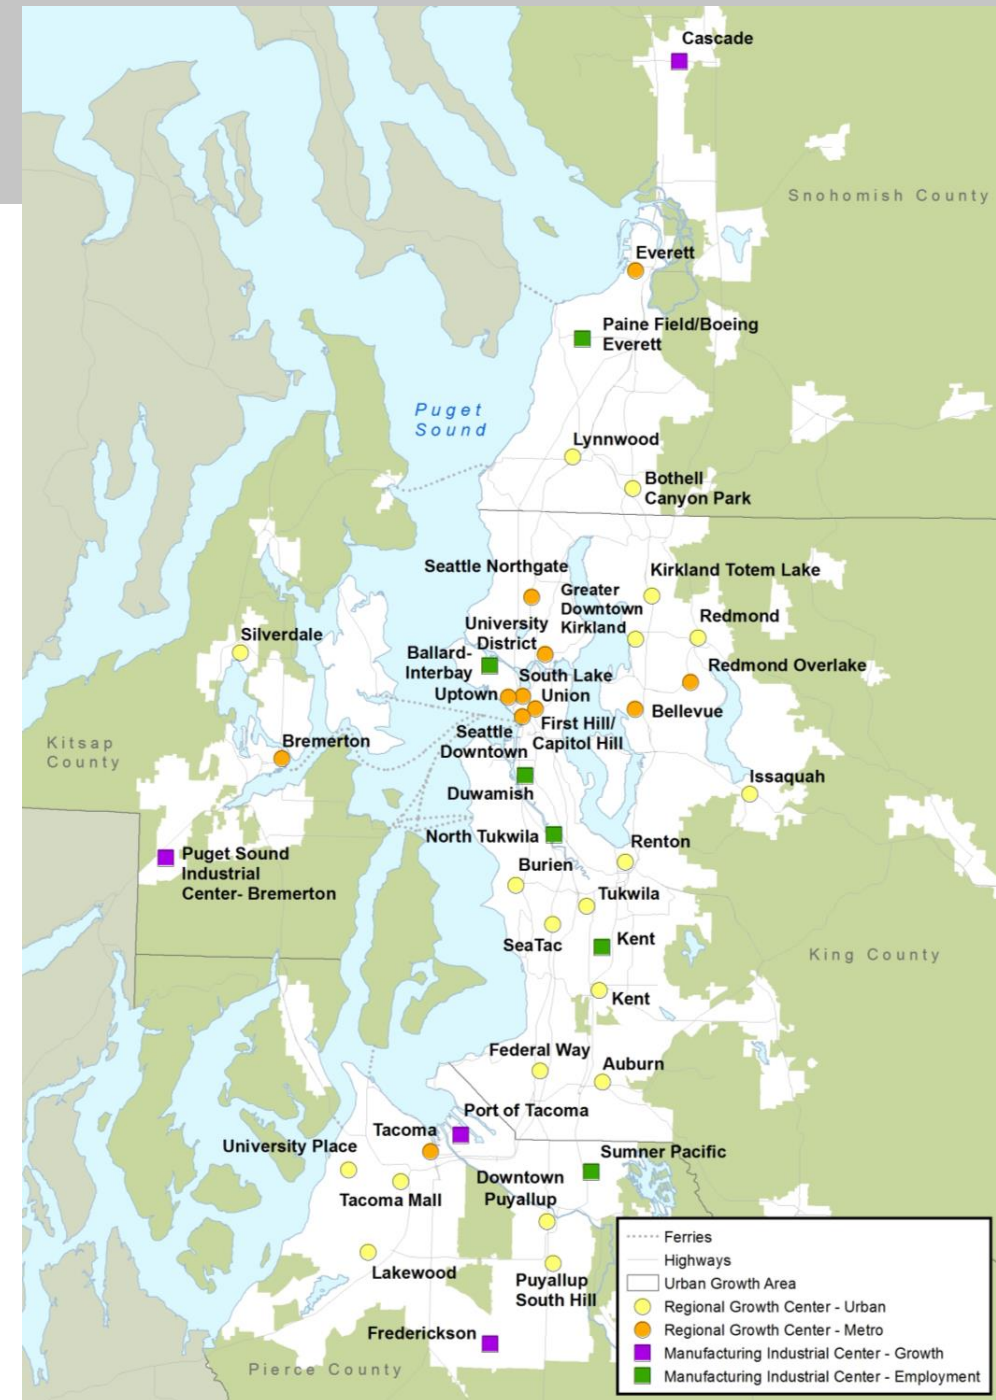 Cascade
Snohomish County
Everett
Paine Field/Boeing
Everett
Puget
Sound
Lynnwood
Bothell
Canyon Park
Seattle Northgate
Kirkland Totem Lake
Greater
Downtown
Kirkland
Redmond
University
District
Silverdale
Ballard-
Interbay
Redmond Overlake
South Lake
Union
Uptown
Bellevue
First Hill/
Capitol Hill
Seattle
Downtown
Kitsap
County
Bremerton
Issaquah
Duwamish
North Tukwila
Renton
Puget Sound
Industrial
Center- Bremerton
Burien
Tukwila
SeaTac
Kent
King County
Kent
Federal Way
Auburn
Port of Tacoma
Tacoma
University Place
Sumner Pacific
Downtown
Puyallup
Tacoma Mall
Lakewood
Puyallup
South Hill
Frederickson
Pierce County
Ferries
Highways
Urban Growth Area
Regional Growth Center - Urban
Regional Growth Center - Metro
Manufacturing Industrial Center - Growth
Manufacturing Industrial Center - Employment